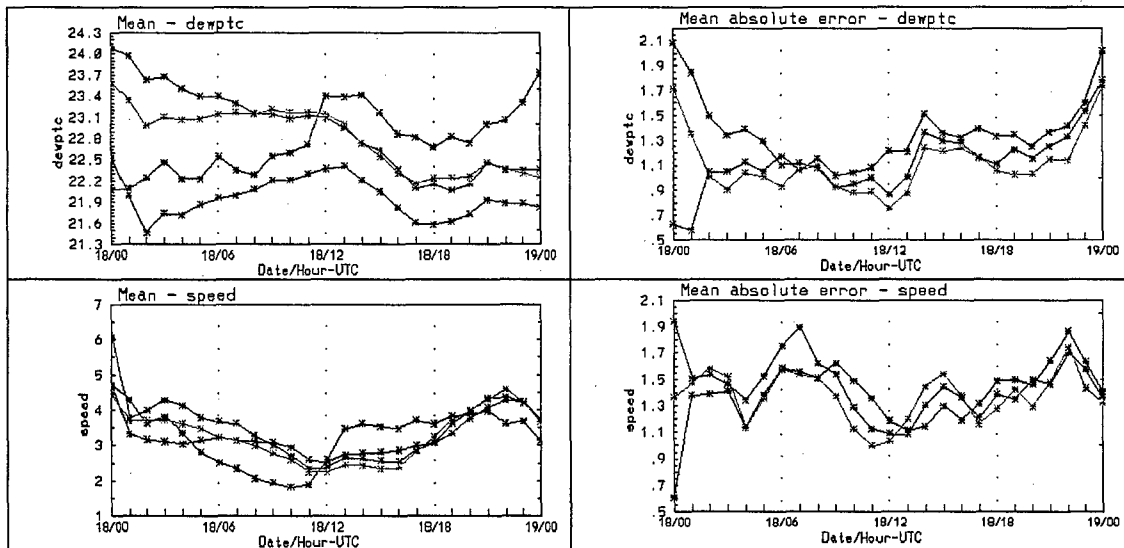 Mean - dewptc
24.3
24.0
23.7
23.4
23.1
22.8
22.5
22.2
21.9
21.6
21.3
dewptc
18/00 18/06 18/12 18/18 19/00
Date/Hour-UTC
Mean absolute error - dewptc
2.1
1.9
1.7
1.5
1.3
1.1
.9
.7
.5
dewptc
18/00 18/06 18/12 18/18 19/00
Date/Hour-UTC
Mean - speed
7
6
5
4
3
2
1
speed
18/00 18/06 18/12 18/18 19/00
Date/Hour-UTC
Mean absolute error - speed
2.1
1.9
1.7
1.5
1.3
1.1
.9
.7
.5
speed
18/00 18/06 18/12 18/18 19/00
Date/Hour-UTC